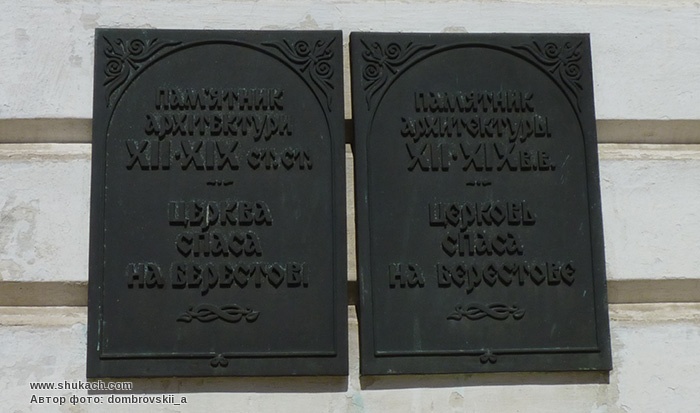 ПАМ'ЯТНИК
АРХІТЕКТУРИ
XII-XIX СТ.СТ.
ЦЕРКВА
СПАСА
НА БЕРЕСТОВІ
ПАМЯТНИК
АРХИТЕКТУРЫ
XII-XIX В.В.
ЦЕРКОВЬ
СПАСА
НА БЕРЕСТОВЕ
www.shukach.com
Автор фото: dombrovskii_a